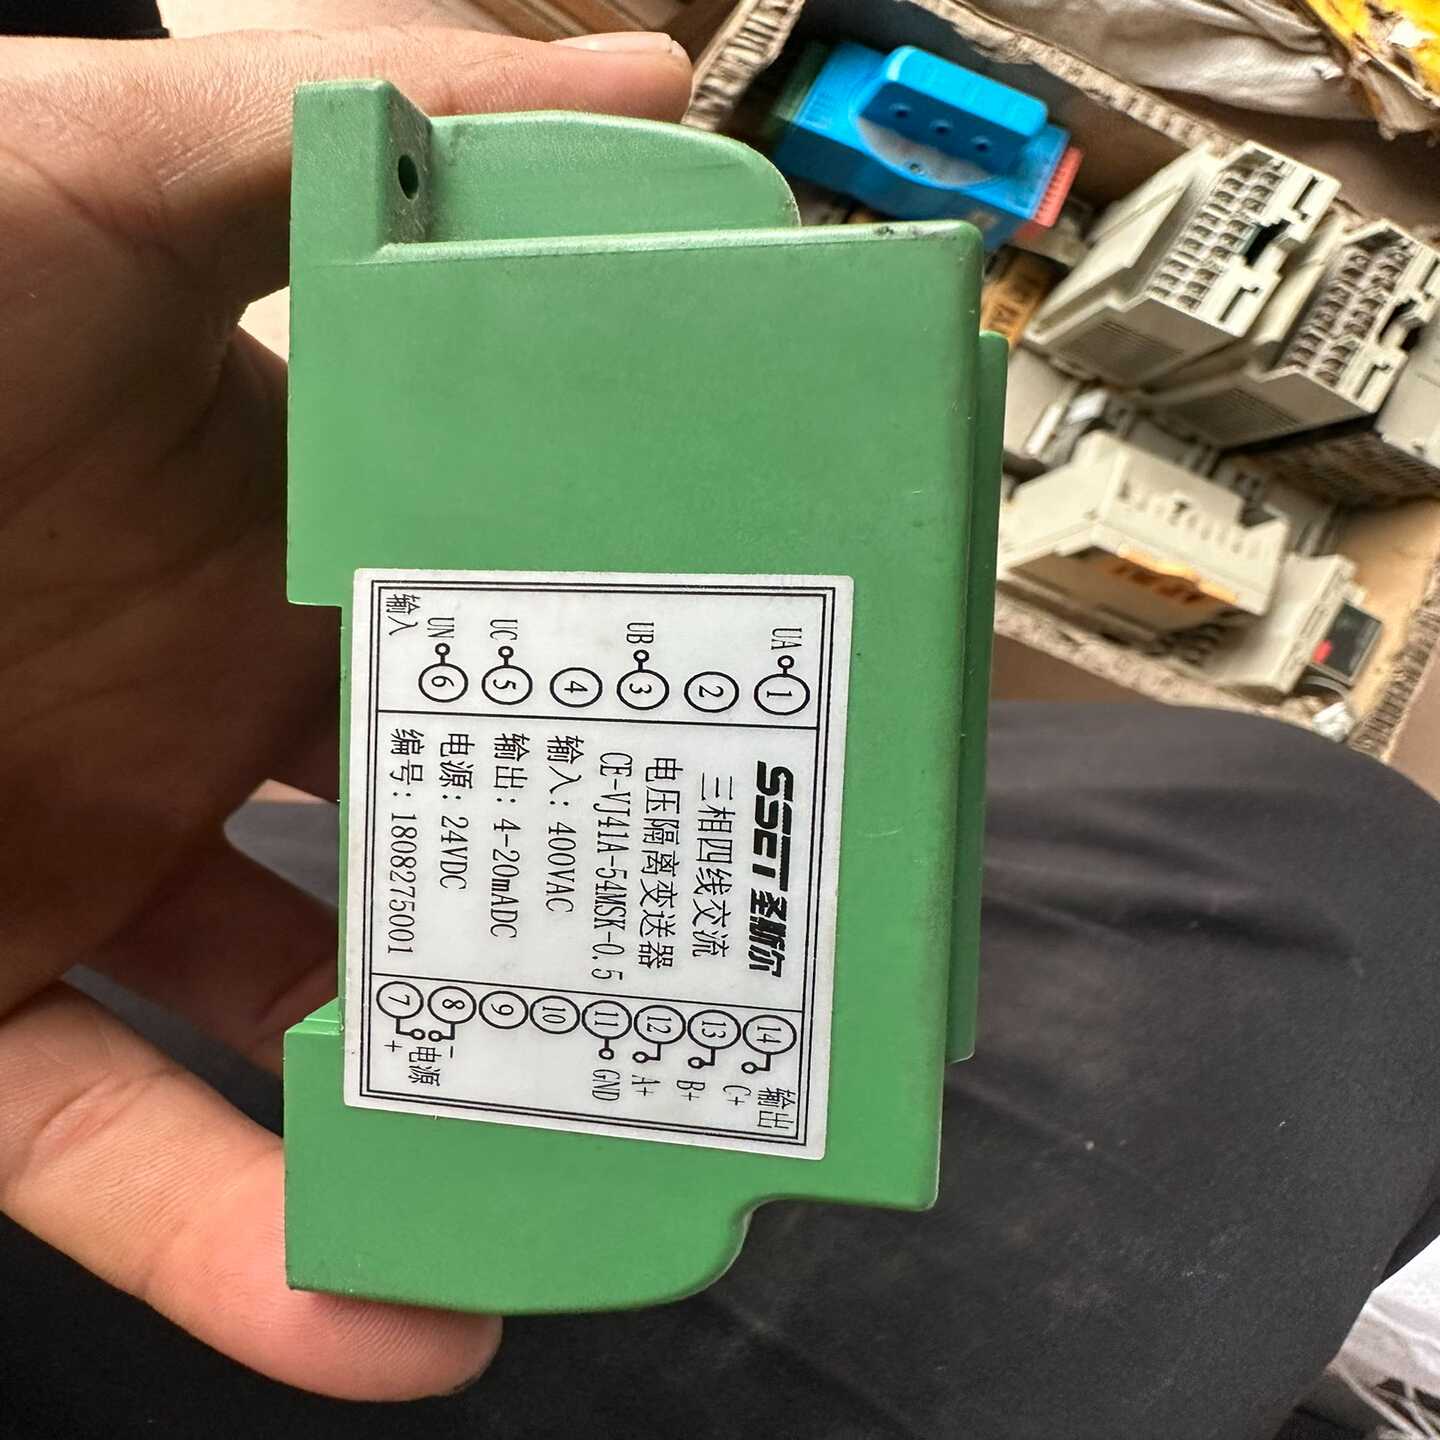 UA 1
2
UB 3
4
UC 5
UN 6
输入
SSET 圣斯尔
三相四线交流
电压隔离变送器
CE-VJ41A-54MSK-0.5
输入: 400VAC
输出: 4-20mADC
电源: 24VDC
编号: 1808275001
输出
14 C+
13 B+
12 A+
11 GND
10
9
8 -
7 +
电源